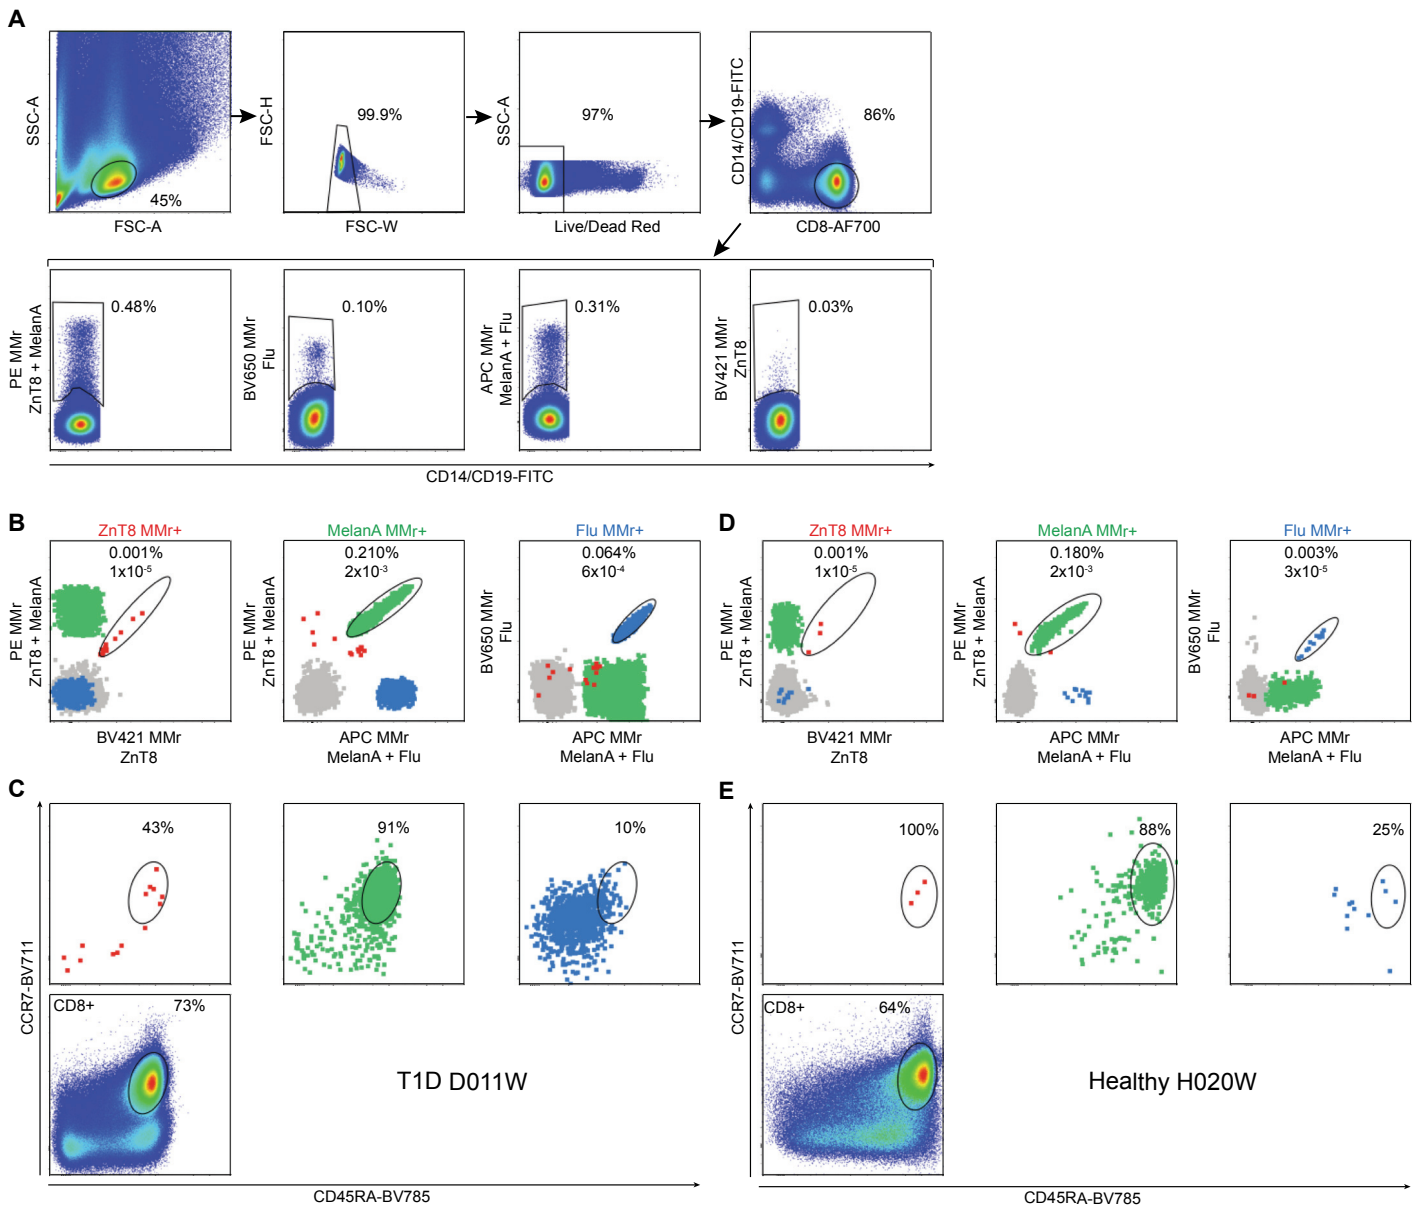 A
SSC-A
45%
FSC-A
FSC-H
99.9%
FSC-W
SSC-A
97%
Live/Dead Red
CD14/CD19-FITC
86%
CD8-AF700
PE MMr
ZnT8 + MelanA
0.48%
BV650 MMr
Flu
0.10%
APC MMr
MelanA + Flu
0.31%
BV421 MMr
ZnT8
0.03%
CD14/CD19-FITC
B
ZnT8 MMr+
0.001%
1x10-5
PE MMr
ZnT8 + MelanA
BV421 MMr
ZnT8
MelanA MMr+
0.210%
2x10-3
PE MMr
ZnT8 + MelanA
APC MMr
MelanA + Flu
Flu MMr+
0.064%
6x10-4
BV650 MMr
Flu
APC MMr
MelanA + Flu
D
ZnT8 MMr+
0.001%
1x10-5
PE MMr
ZnT8 + MelanA
BV421 MMr
ZnT8
MelanA MMr+
0.180%
2x10-3
PE MMr
ZnT8 + MelanA
APC MMr
MelanA + Flu
Flu MMr+
0.003%
3x10-5
BV650 MMr
Flu
APC MMr
MelanA + Flu
C
43%
91%
10%
CCR7-BV711
CD8+
73%
T1D D011W
CD45RA-BV785
E
100%
88%
25%
CCR7-BV711
CD8+
64%
Healthy H020W
CD45RA-BV785